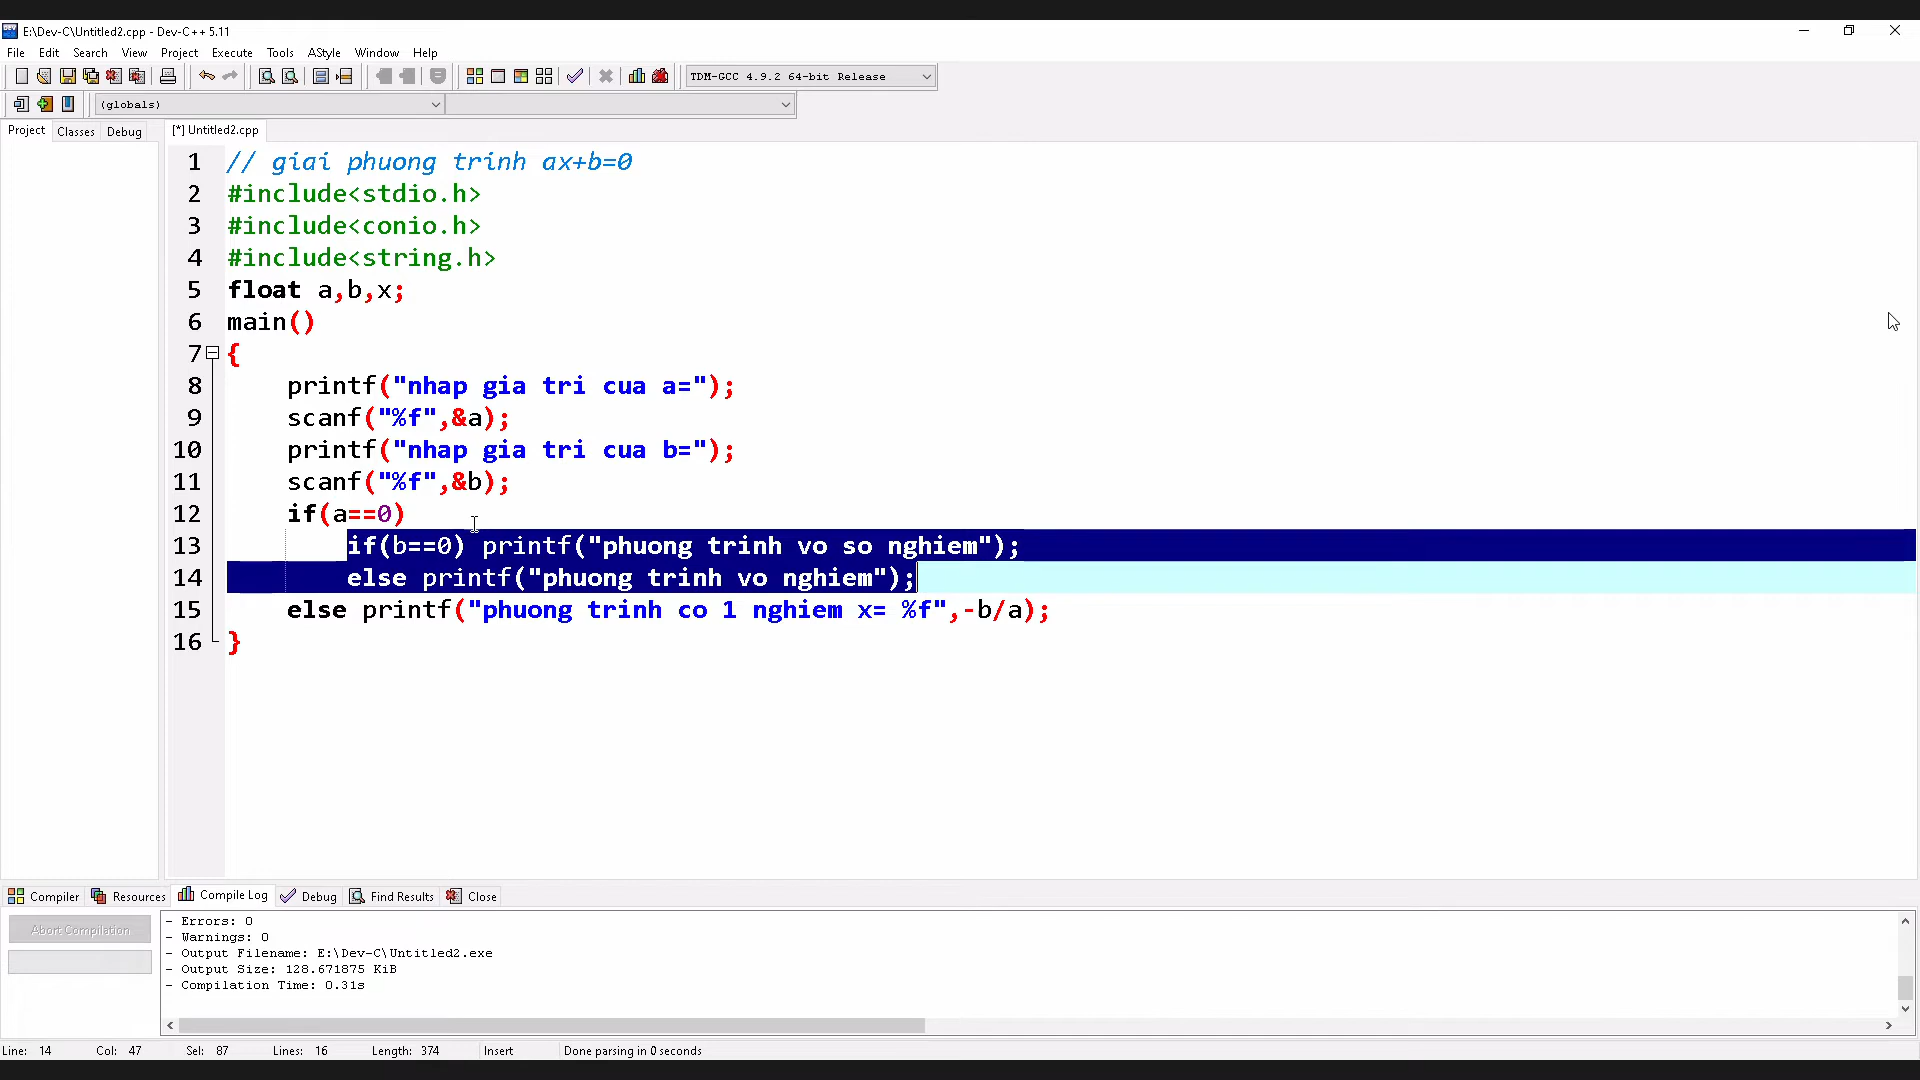 E:\Dev-C\Untitled2.cpp - Dev-C++ 5.11
File Edit Search View Project Execute Tools AStyle Window Help
TDM-GCC 4.9.2 64-bit Release
(globals)
Project Classes Debug [*] Untitled2.cpp
1 // giai phuong trinh ax+b=0
2 #include<stdio.h>
3 #include<conio.h>
4 #include<string.h>
5 float a,b,x;
6 main()
7 {
8 printf("nhap gia tri cua a=");
9 scanf("%f",&a);
10 printf("nhap gia tri cua b=");
11 scanf("%f",&b);
12 if(a==0)
13 if(b==0) printf("phuong trinh vo so nghiem");
14 else printf("phuong trinh vo nghiem");
15 else printf("phuong trinh co 1 nghiem x= %f",-b/a);
16 }
Compiler Resources Compile Log Debug Find Results Close
Abort Compilation
- Errors: 0
- Warnings: 0
- Output Filename: E:\Dev-C\Untitled2.exe
- Output Size: 128.671875 KiB
- Compilation Time: 0.31s
Line: 14 Col: 47 Sel: 87 Lines: 16 Length: 374 Insert Done parsing in 0 seconds